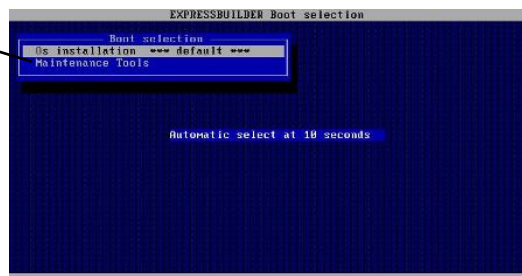 EXPRESSBUILDER Boot selection
Boot selection
Os installation *** default ***
Maintenance Tools
Automatic select at 10 seconds